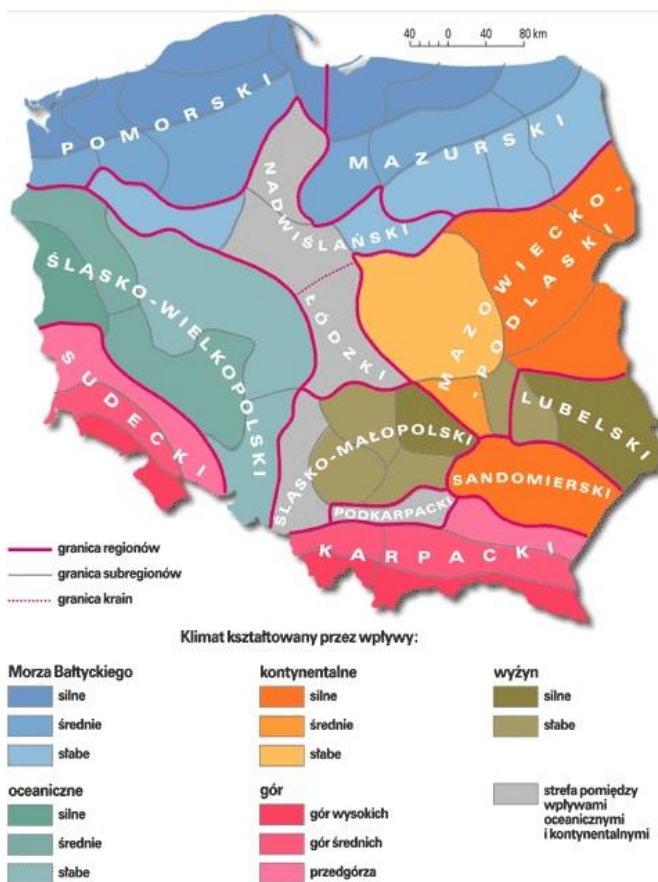 40 0 40 80 km
POMORSKI
MAZURSKI
NADWIŚLAŃSKI
MAZOWIECKO-
-PODLASKI
ŚLĄSKO-WIELKOPOLSKI
ŁÓDZKI
SUDECKI
LUBELSKI
ŚLĄSKO-MAŁOPOLSKI
SANDOMIERSKI
PODKARPACKI
KARPACKI
granica regionów
granica subregionów
granica krain
Klimat kształtowany przez wpływy:
Morza Bałtyckiego
silne
średnie
słabe
kontynentalne
silne
średnie
słabe
wyżyn
silne
słabe
oceaniczne
silne
średnie
słabe
gór
gór wysokich
gór średnich
przedgórza
strefa pomiędzy
wpływami
oceanicznymi
i kontynentalnymi